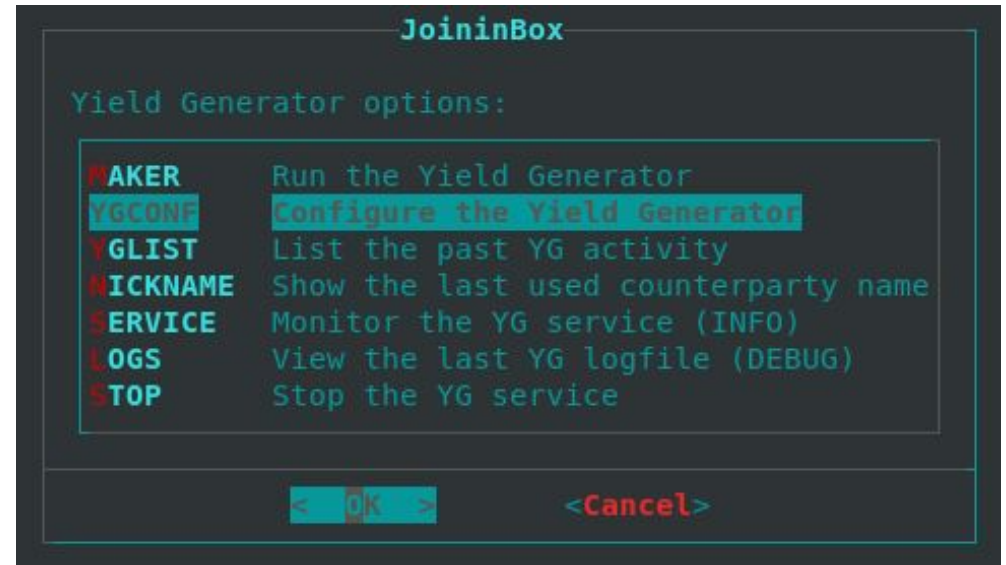 JoininBox
Yield Generator options:
MAKER Run the Yield Generator
YGCONF Configure the Yield Generator
YGLIST List the past YG activity
NICKNAME Show the last used counterparty name
SERVICE Monitor the YG service (INFO)
LOGS View the last YG logfile (DEBUG)
STOP Stop the YG service
< OK > <Cancel>